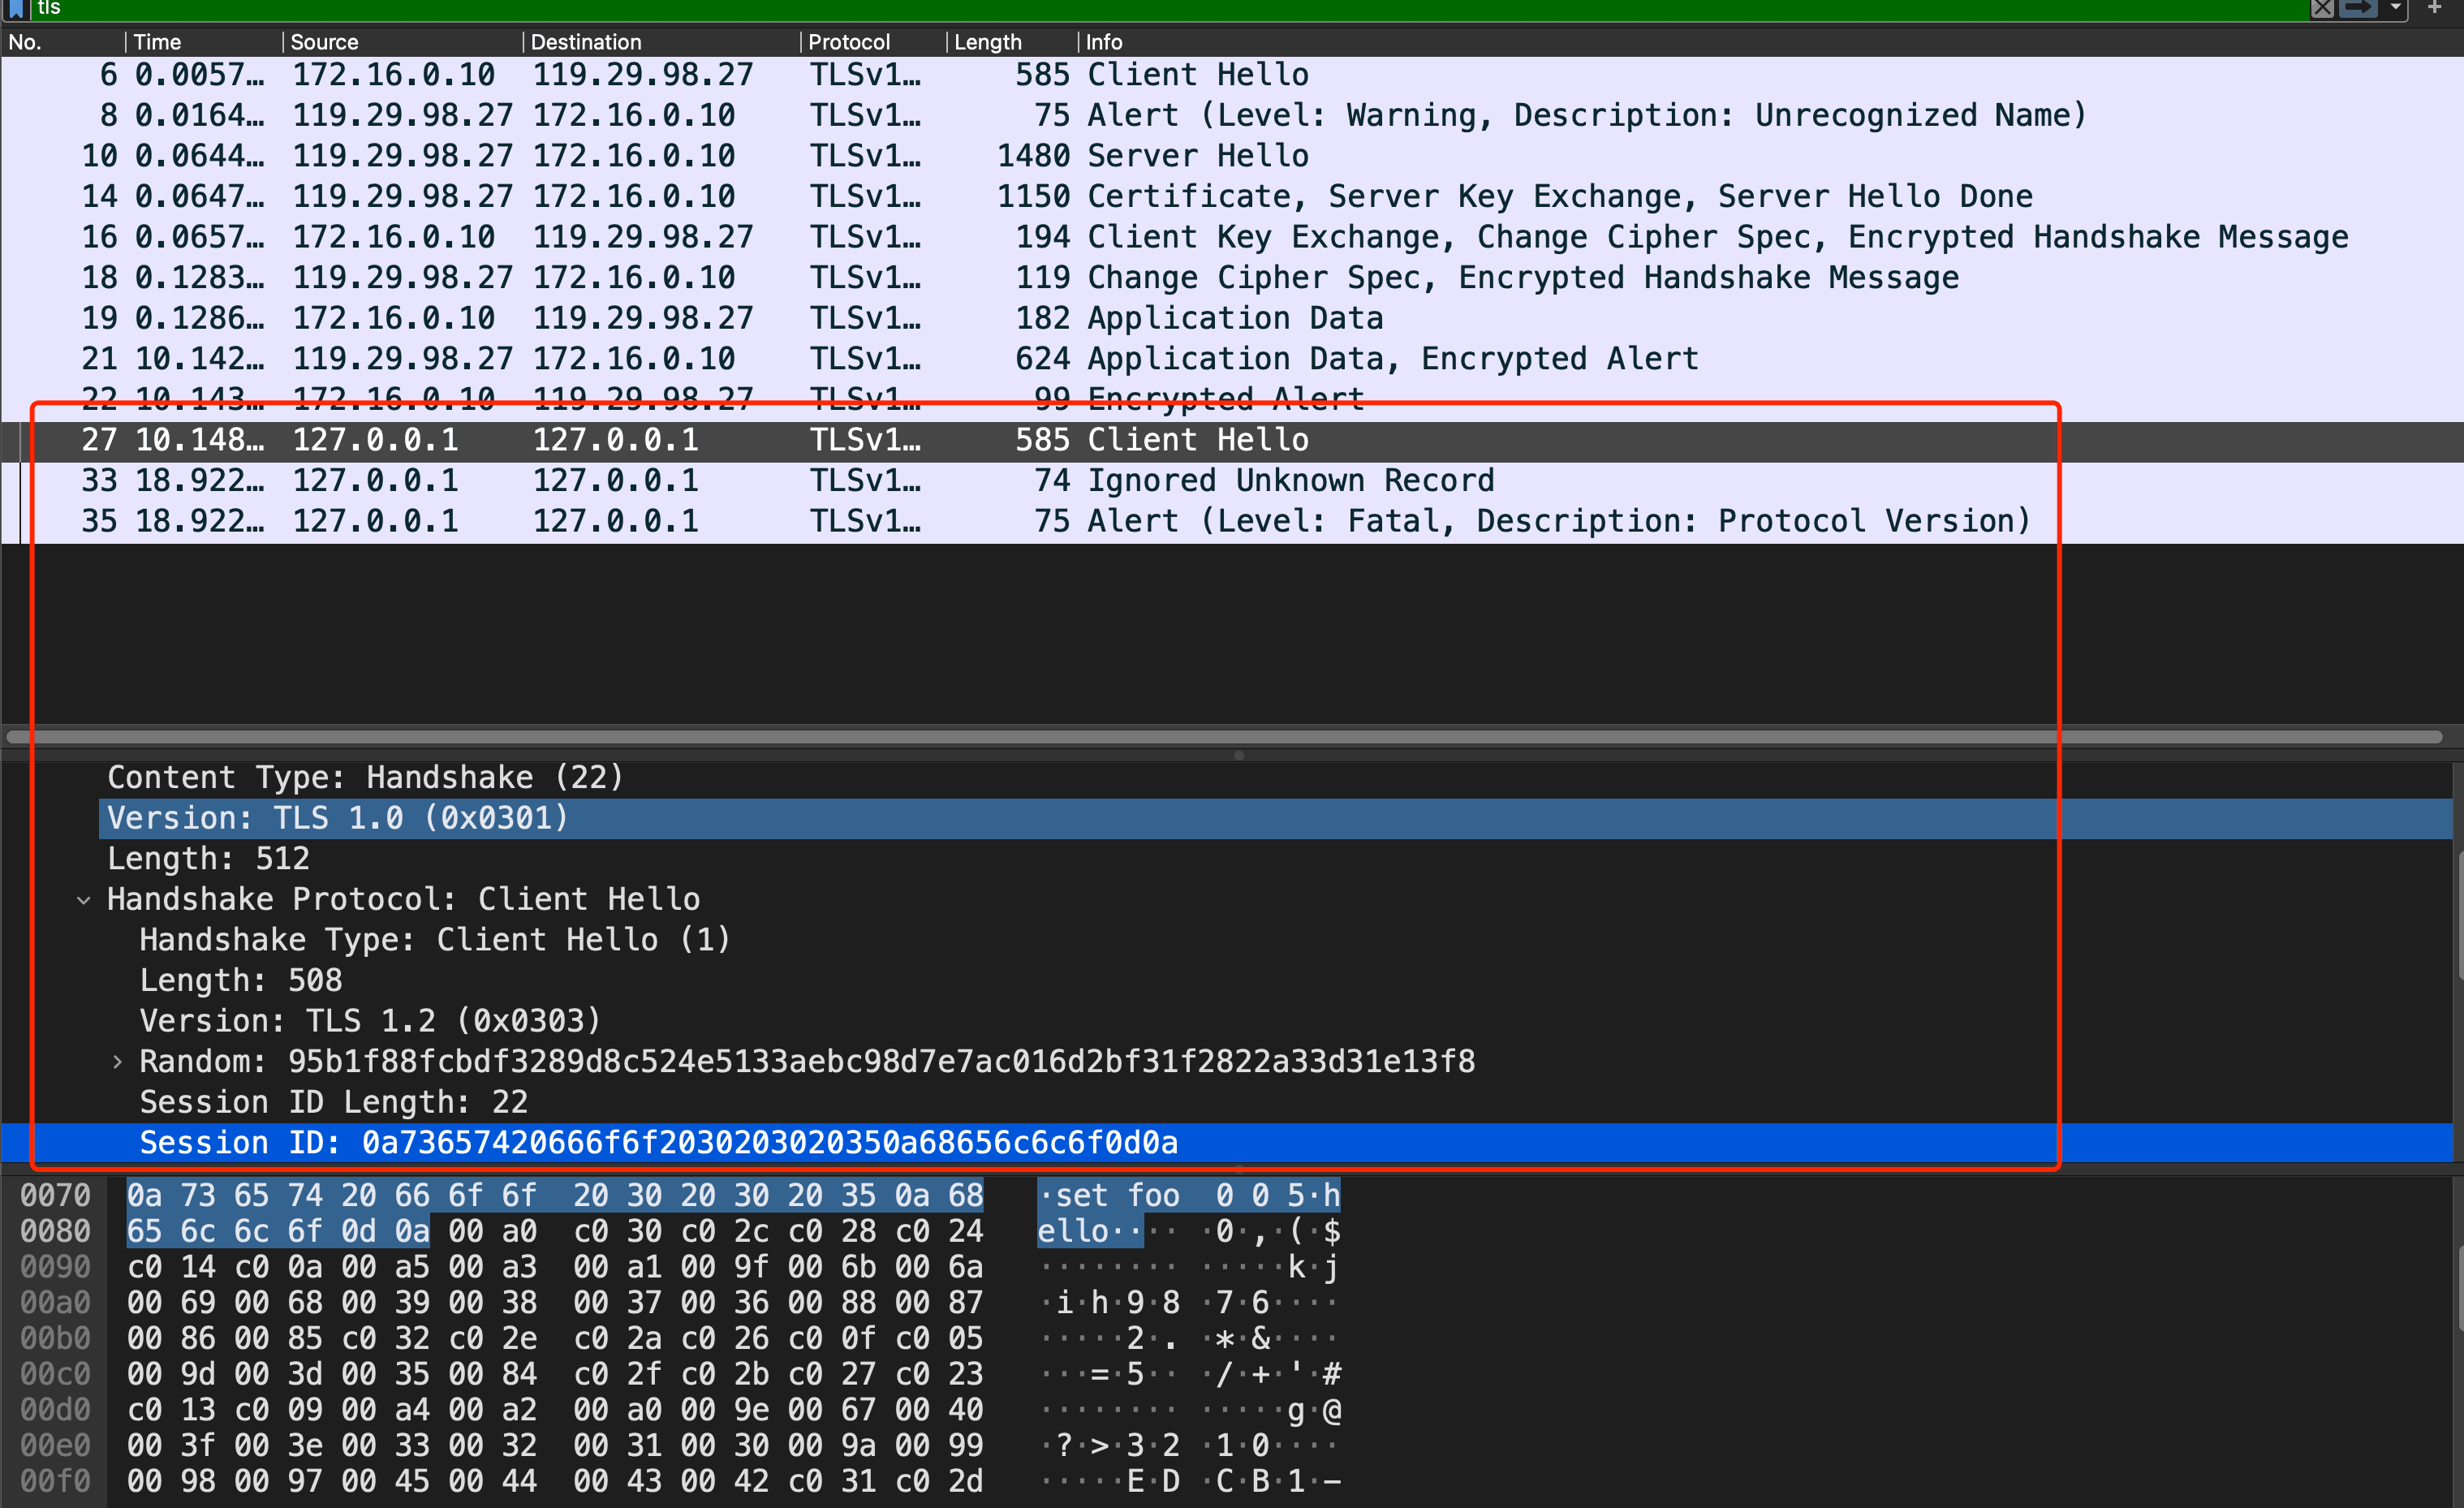 tls
No. Time Source Destination Protocol Length Info
6 0.0057… 172.16.0.10 119.29.98.27 TLSv1… 585 Client Hello
8 0.0164… 119.29.98.27 172.16.0.10 TLSv1… 75 Alert (Level: Warning, Description: Unrecognized Name)
10 0.0644… 119.29.98.27 172.16.0.10 TLSv1… 1480 Server Hello
14 0.0647… 119.29.98.27 172.16.0.10 TLSv1… 1150 Certificate, Server Key Exchange, Server Hello Done
16 0.0657… 172.16.0.10 119.29.98.27 TLSv1… 194 Client Key Exchange, Change Cipher Spec, Encrypted Handshake Message
18 0.1283… 119.29.98.27 172.16.0.10 TLSv1… 119 Change Cipher Spec, Encrypted Handshake Message
19 0.1286… 172.16.0.10 119.29.98.27 TLSv1… 182 Application Data
21 10.142… 119.29.98.27 172.16.0.10 TLSv1… 624 Application Data, Encrypted Alert
22 10.143… 172.16.0.10 119.29.98.27 TLSv1… 99 Encrypted Alert
27 10.148… 127.0.0.1 127.0.0.1 TLSv1… 585 Client Hello
33 18.922… 127.0.0.1 127.0.0.1 TLSv1… 74 Ignored Unknown Record
35 18.922… 127.0.0.1 127.0.0.1 TLSv1… 75 Alert (Level: Fatal, Description: Protocol Version)
Content Type: Handshake (22)
Version: TLS 1.0 (0x0301)
Length: 512
Handshake Protocol: Client Hello
Handshake Type: Client Hello (1)
Length: 508
Version: TLS 1.2 (0x0303)
Random: 95b1f88fcbdf3289d8c524e5133aebc98d7e7ac016d2bf31f2822a33d31e13f8
Session ID Length: 22
Session ID: 0a73657420666f6f2030203020350a68656c6c6f0d0a
0070 0a 73 65 74 20 66 6f 6f 20 30 20 30 20 35 0a 68 ·set foo 0 0 5·h
0080 65 6c 6c 6f 0d 0a 00 a0 c0 30 c0 2c c0 28 c0 24 ello···· ·0·,·(·$
0090 c0 14 c0 0a 00 a5 00 a3 00 a1 00 9f 00 6b 00 6a ········ ·····k·j
00a0 00 69 00 68 00 39 00 38 00 37 00 36 00 88 00 87 ·i·h·9·8 ·7·6····
00b0 00 86 00 85 c0 32 c0 2e c0 2a c0 26 c0 0f c0 05 ·····2·. ·*·&····
00c0 00 9d 00 3d 00 35 00 84 c0 2f c0 2b c0 27 c0 23 ···=·5·· ·/·+·'·#
00d0 c0 13 c0 09 00 a4 00 a2 00 a0 00 9e 00 67 00 40 ········ ·····g·@
00e0 00 3f 00 3e 00 33 00 32 00 31 00 30 00 9a 00 99 ·?·>·3·2 ·1·0····
00f0 00 98 00 97 00 45 00 44 00 43 00 42 c0 31 c0 2d ·····E·D ·C·B·1·-